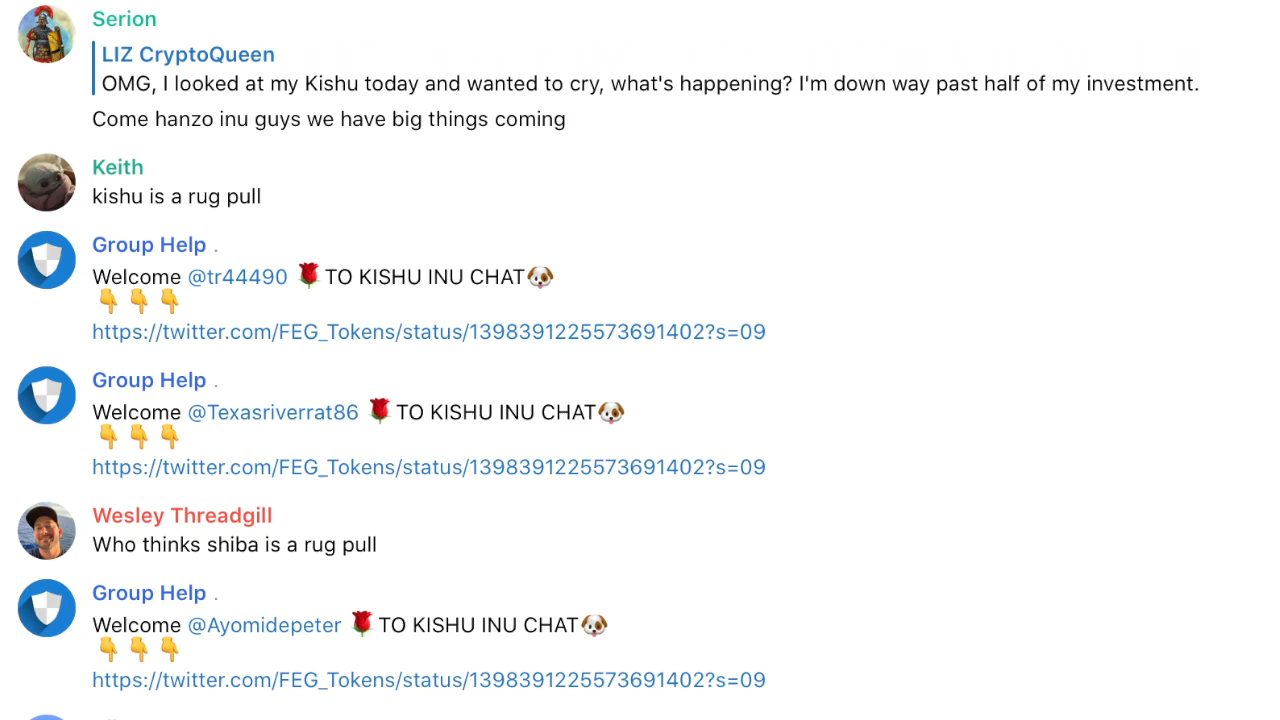 Serion
LIZ CryptoQueen
OMG, I looked at my Kishu today and wanted to cry, what's happening? I'm down way past half of my investment.
Come hanzo inu guys we have big things coming
Keith
kishu is a rug pull
Group Help .
Welcome @tr44490 🌹TO KISHU INU CHAT🐶
👇👇👇
https://twitter.com/FEG_Tokens/status/1398391225573691402?s=09
Group Help .
Welcome @Texasriverrat86 🌹TO KISHU INU CHAT🐶
👇👇👇
https://twitter.com/FEG_Tokens/status/1398391225573691402?s=09
Wesley Threadgill
Who thinks shiba is a rug pull
Group Help .
Welcome @Ayomidepeter 🌹TO KISHU INU CHAT🐶
👇👇👇
https://twitter.com/FEG_Tokens/status/1398391225573691402?s=09